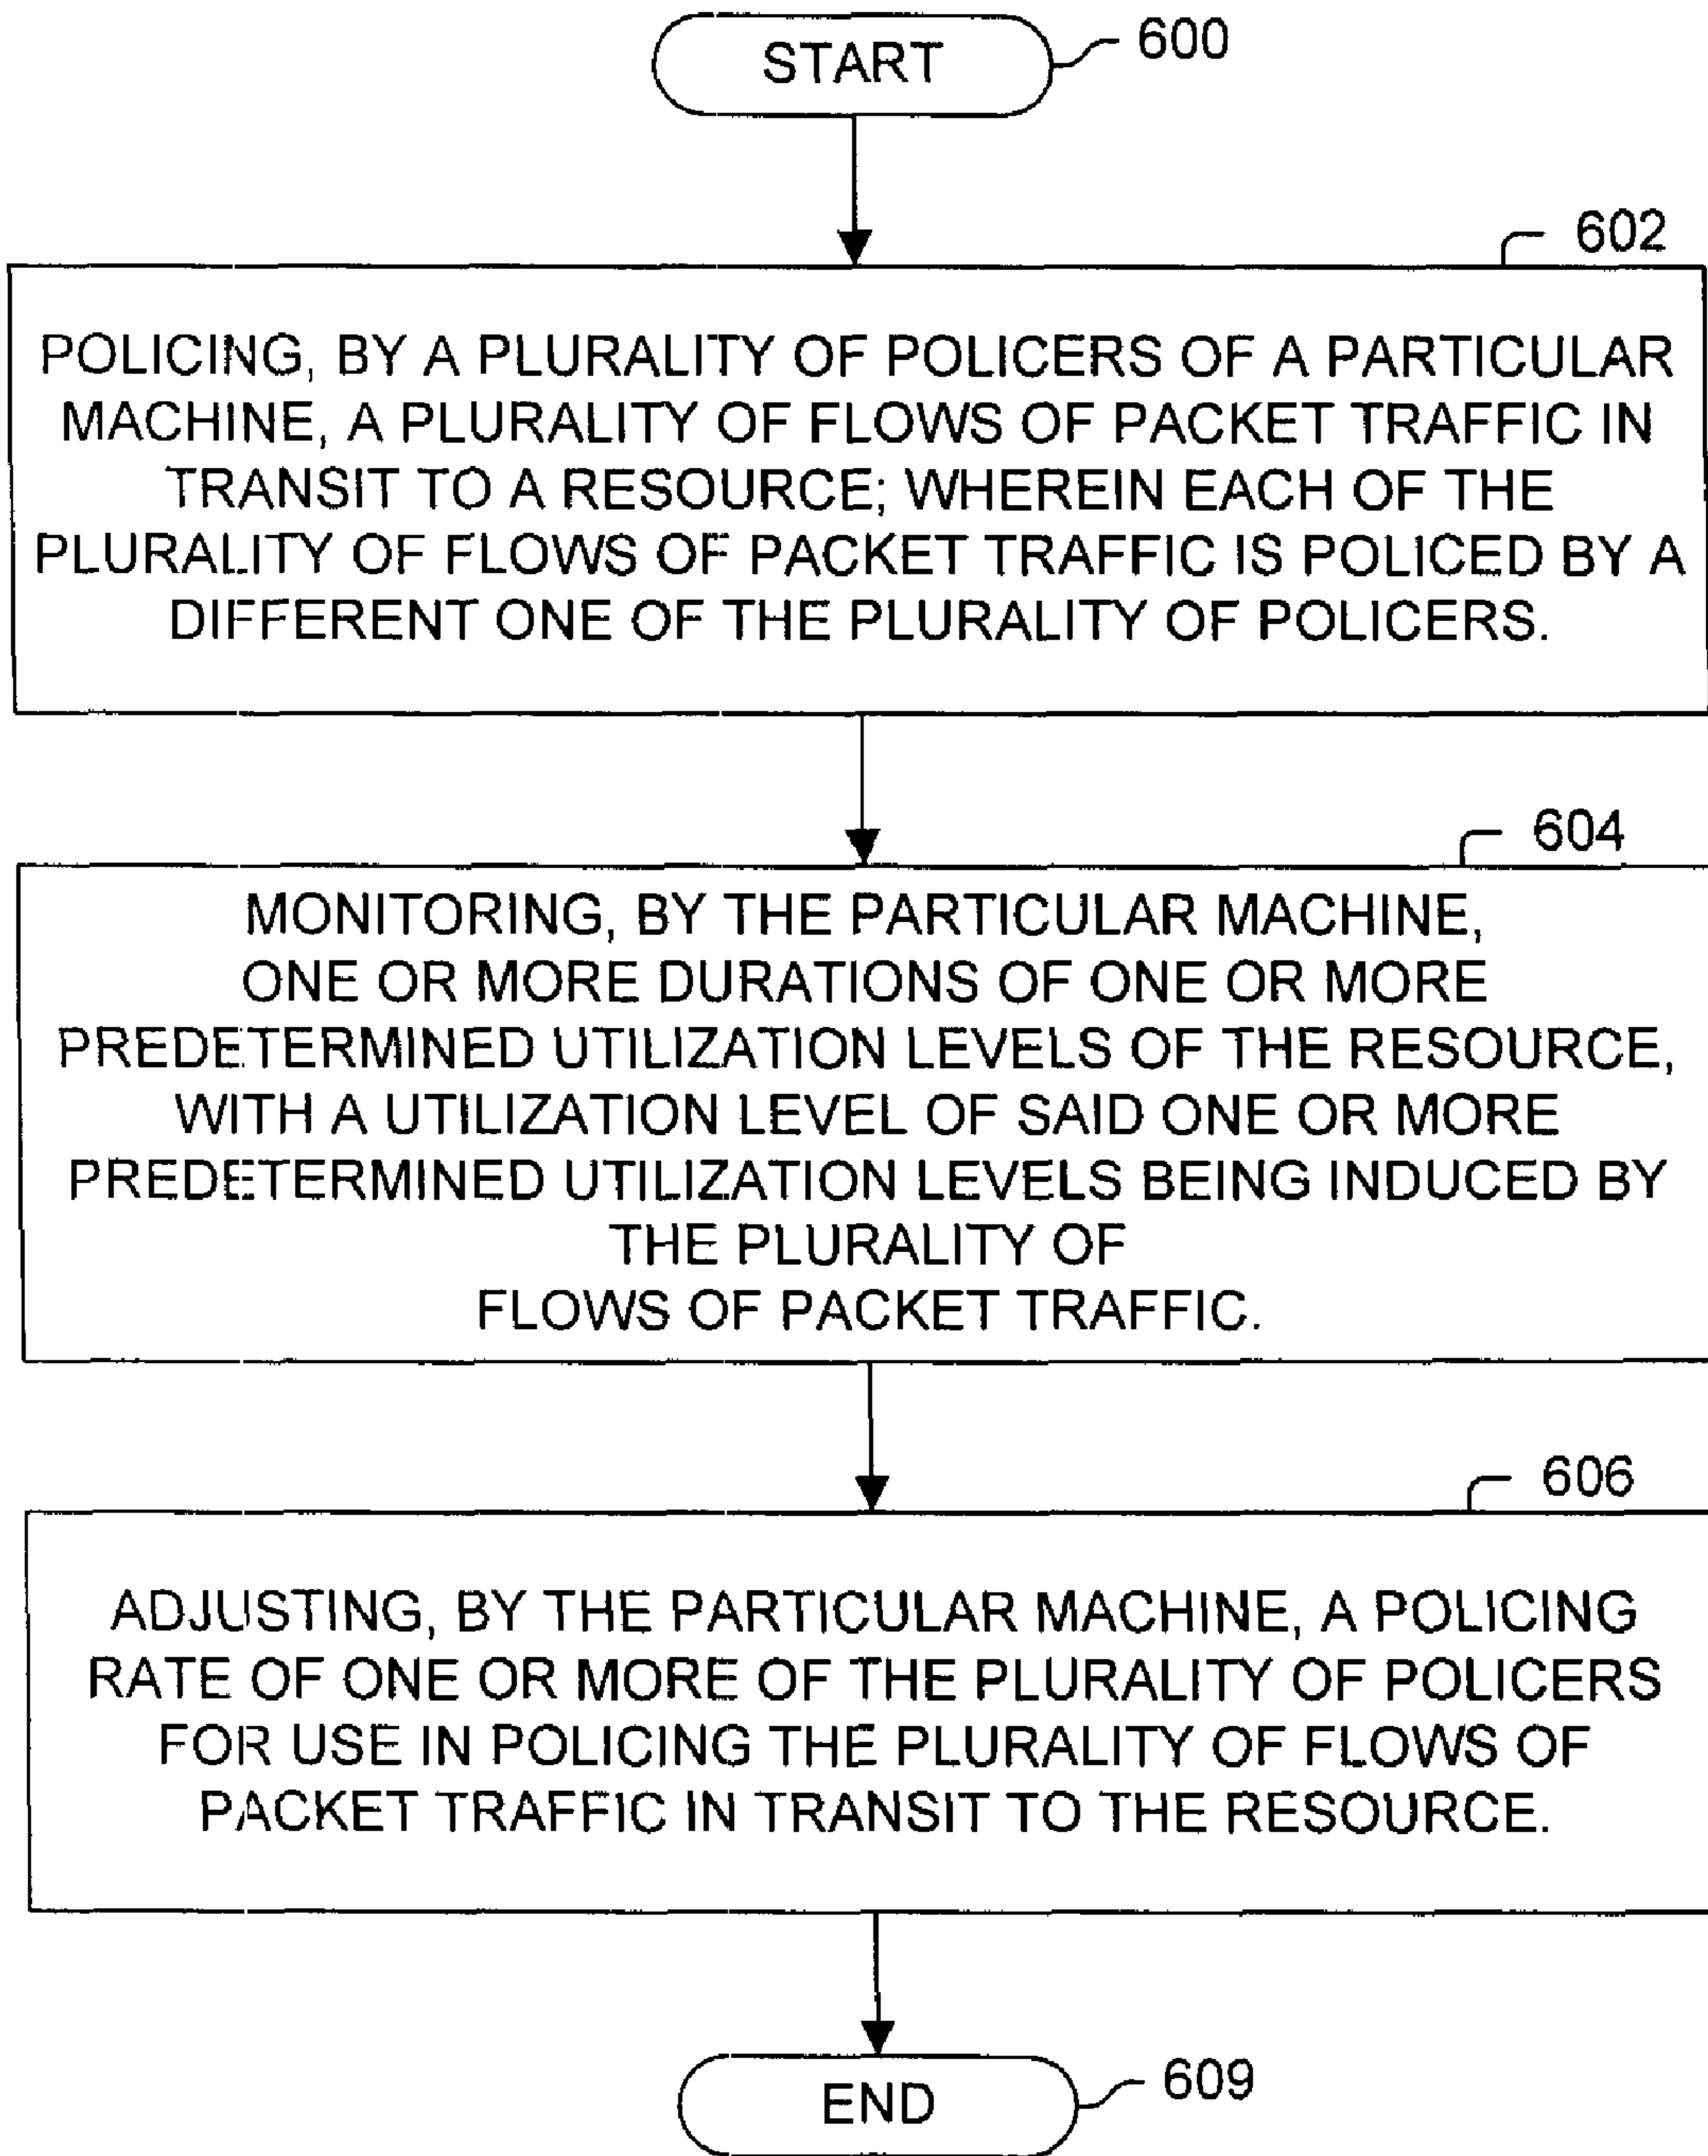 START
600
602
POLICING, BY A PLURALITY OF POLICERS OF A PARTICULAR
MACHINE, A PLURALITY OF FLOWS OF PACKET TRAFFIC IN
TRANSIT TO A RESOURCE; WHEREIN EACH OF THE
PLURALITY OF FLOWS OF PACKET TRAFFIC IS POLICED BY A
DIFFERENT ONE OF THE PLURALITY OF POLICERS.
604
MONITORING, BY THE PARTICULAR MACHINE,
ONE OR MORE DURATIONS OF ONE OR MORE
PREDETERMINED UTILIZATION LEVELS OF THE RESOURCE,
WITH A UTILIZATION LEVEL OF SAID ONE OR MORE
PREDETERMINED UTILIZATION LEVELS BEING INDUCED BY
THE PLURALITY OF
FLOWS OF PACKET TRAFFIC.
606
ADJUSTING, BY THE PARTICULAR MACHINE, A POLICING
RATE OF ONE OR MORE OF THE PLURALITY OF POLICERS
FOR USE IN POLICING THE PLURALITY OF FLOWS OF
PACKET TRAFFIC IN TRANSIT TO THE RESOURCE.
END
609